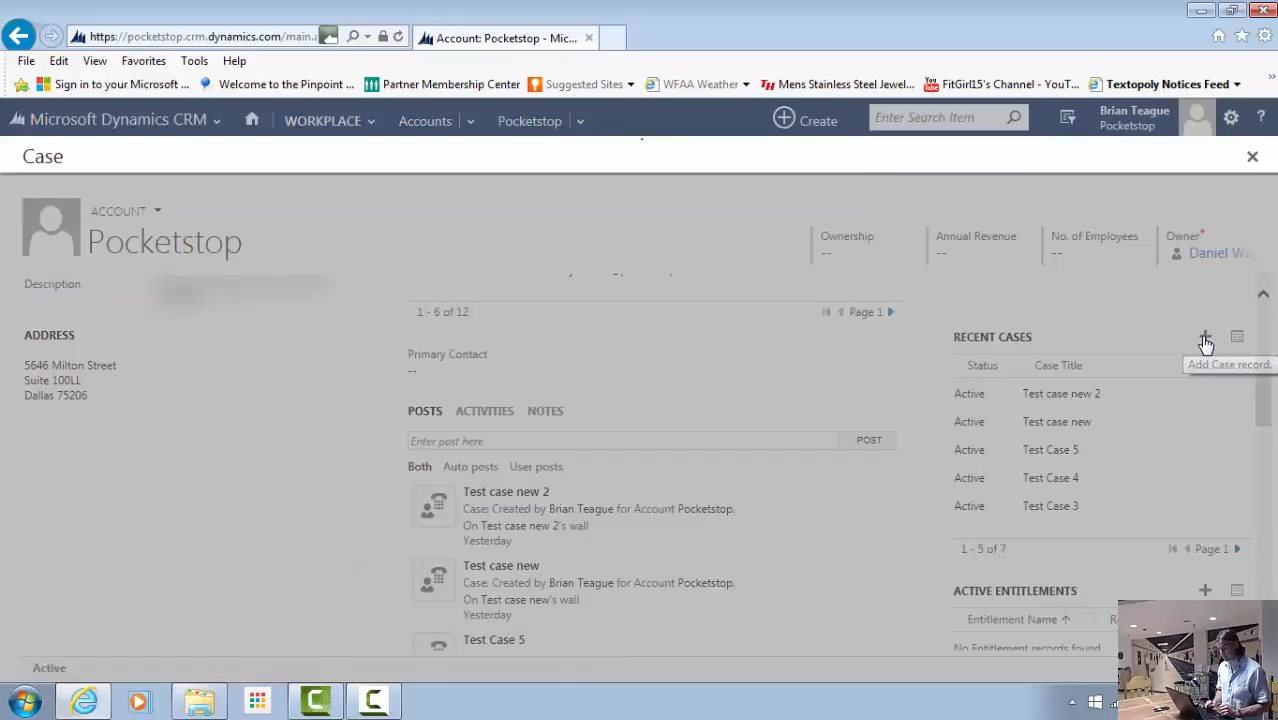 https://pocketstop.crm.dynamics.com/main.a
Account: Pocketstop - Mic...
File Edit View Favorites Tools Help
Sign in to your Microsoft ... Welcome to the Pinpoint ... Partner Membership Center Suggested Sites WFAA Weather Mens Stainless Steel Jewel... FitGirl15's Channel - YouT... Textopoly Notices Feed
Microsoft Dynamics CRM WORKPLACE Accounts Pocketstop Create Enter Search Item Brian Teague
Pocketstop
Case
ACCOUNT
Pocketstop
Ownership Annual Revenue No. of Employees Owner*
-- -- -- Daniel Wa
Description
1 - 6 of 12 Page 1
ADDRESS
5646 Milton Street
Suite 100LL
Dallas 75206
Primary Contact
--
POSTS ACTIVITIES NOTES
Enter post here POST
Both Auto posts User posts
Test case new 2
Case: Created by Brian Teague for Account Pocketstop.
On Test case new 2's wall
Yesterday
Test case new
Case: Created by Brian Teague for Account Pocketstop.
On Test case new's wall
Yesterday
Test Case 5
RECENT CASES
Add Case record.
Status Case Title
Active Test case new 2
Active Test case new
Active Test Case 5
Active Test Case 4
Active Test Case 3
1 - 5 of 7 Page 1
ACTIVE ENTITLEMENTS
Entitlement Name
No Entitlement records found
Active